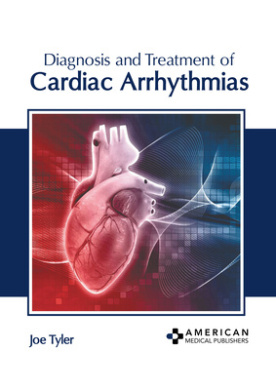 Diagnosis and Treatment of
Cardiac Arrhythmias
Joe Tyler
AMERICAN
MEDICAL PUBLISHERS